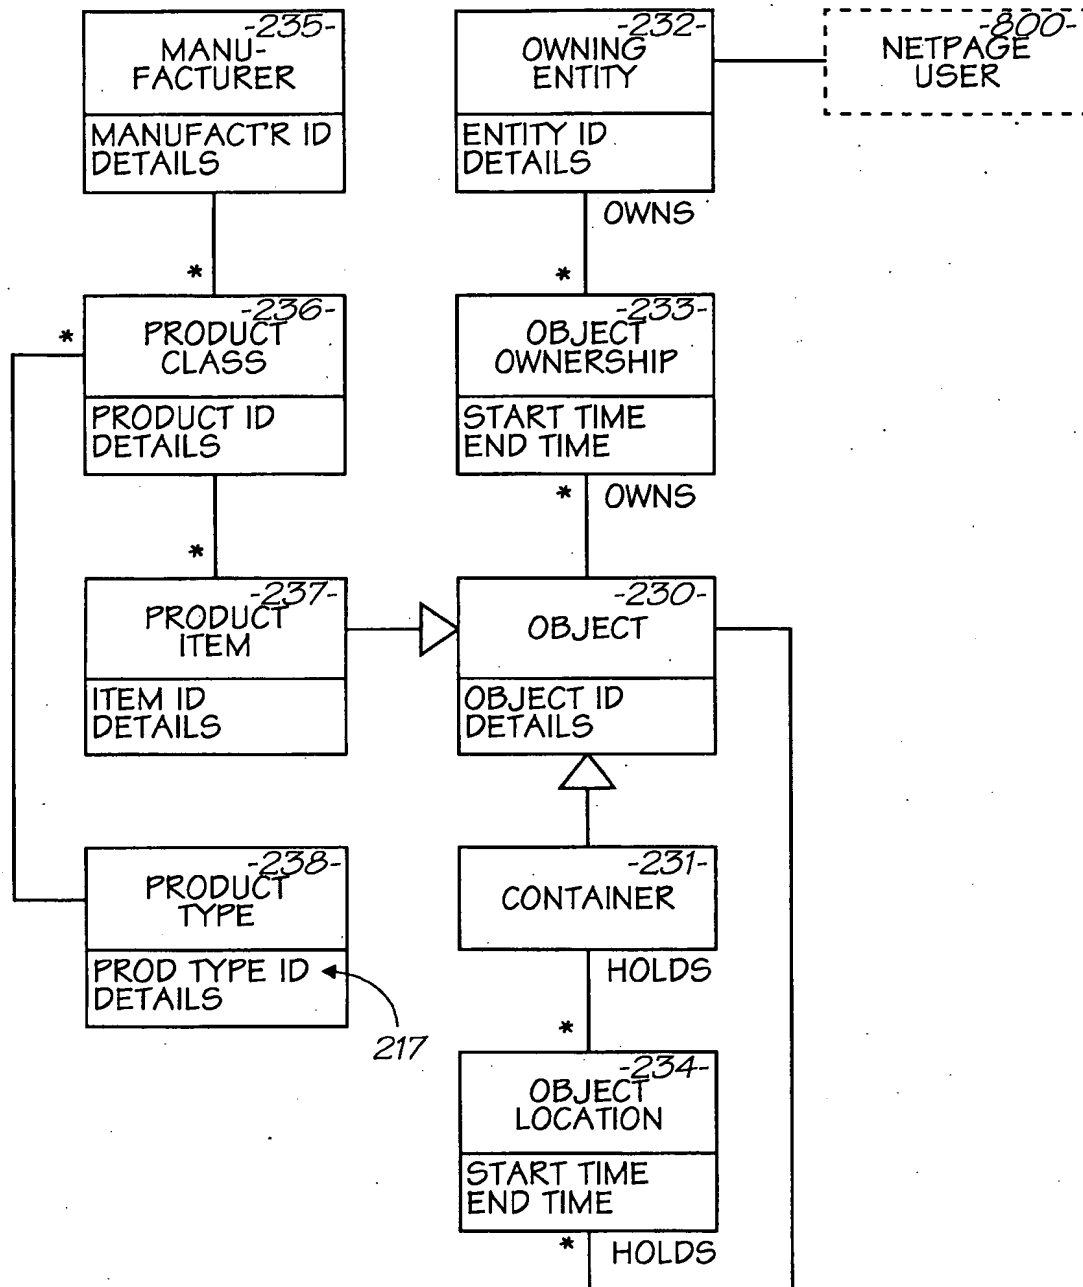 -235-
MANU-
FACTURER
MANUFACT'R ID
DETAILS
*
-232-
OWNING
ENTITY
ENTITY ID
DETAILS
OWNS
*
-800-
NETPAGE
USER
*
-236-
PRODUCT
CLASS
PRODUCT ID
DETAILS
*
-233-
OBJECT
OWNERSHIP
START TIME
END TIME
* OWNS
-237-
PRODUCT
ITEM
ITEM ID
DETAILS
-230-
OBJECT
OBJECT ID
DETAILS
-238-
PRODUCT
TYPE
PROD TYPE ID
DETAILS
217
-231-
CONTAINER
HOLDS
*
-234-
OBJECT
LOCATION
START TIME
END TIME
* HOLDS